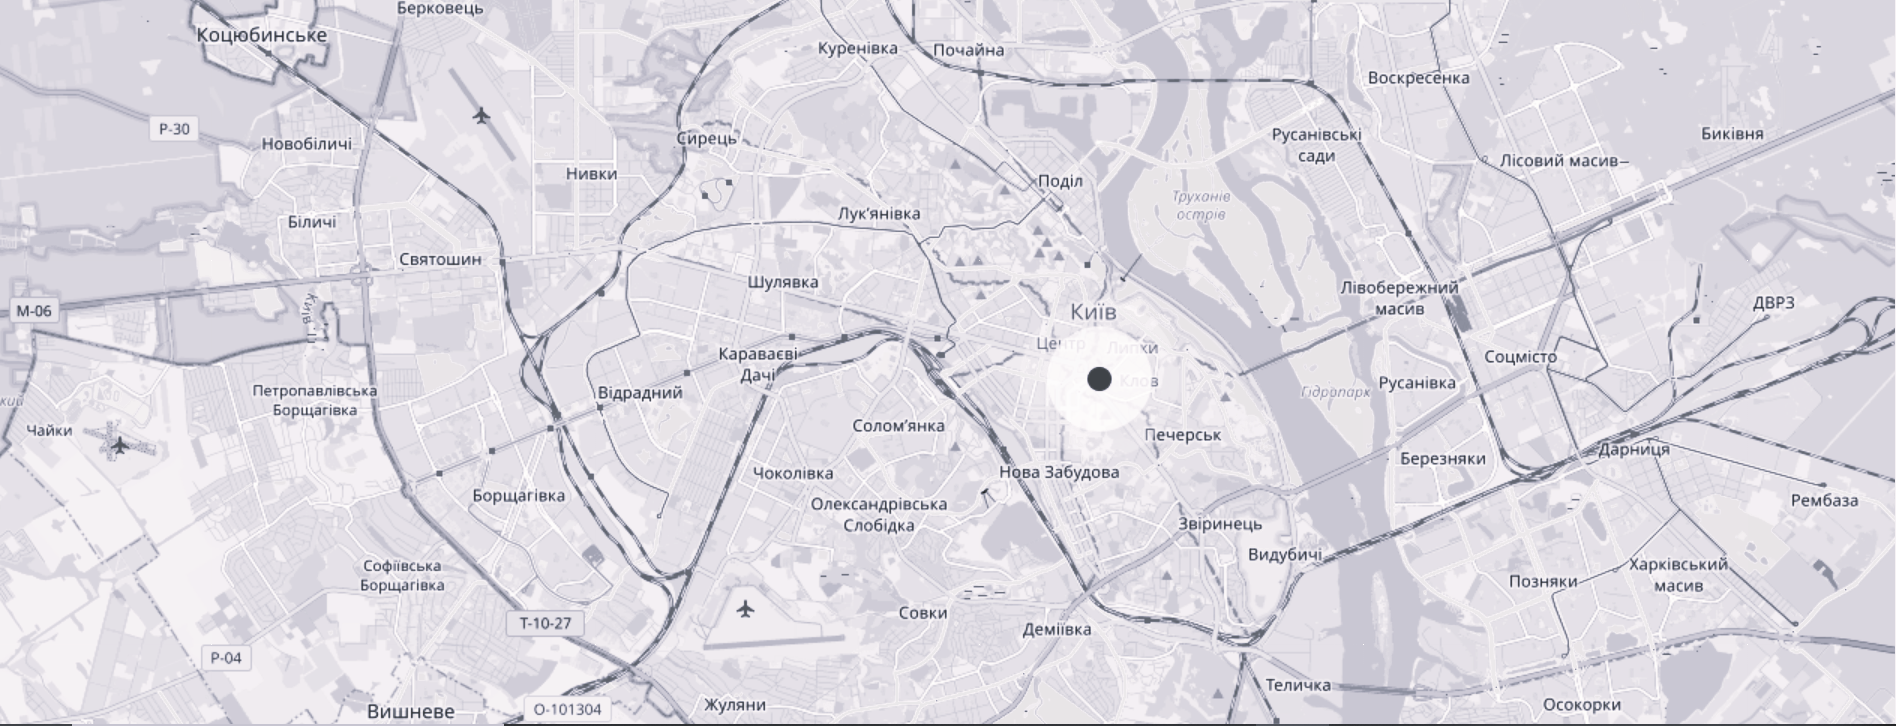 Берковець
Коцюбинське
Куренівка
Почайна
Воскресенка
Р-30
Новобіличі
Сирець
Русанівські
сади
Биківня
Лісовий масив
Нивки
Поділ
Труханів
острів
Біличі
Лук'янівка
Святошин
Шулявка
Лівобережний
масив
ДВРЗ
М-06
Київ
Центр
Липки
Караваєві
Дачі
Соцмісто
Клов
Русанівка
Петропавлівська
Борщагівка
Відрадний
Гідропарк
Чайки
Солом'янка
Печерськ
Дарниця
Березняки
Чоколівка
Нова Забудова
Борщагівка
Рембаза
Олександрівська
Слобідка
Звіринець
Видубичі
Софіївська
Борщагівка
Позняки
Харківський
масив
Совки
Деміївка
Т-10-27
Р-04
Теличка
Вишневе
О-101304
Жуляни
Осокорки